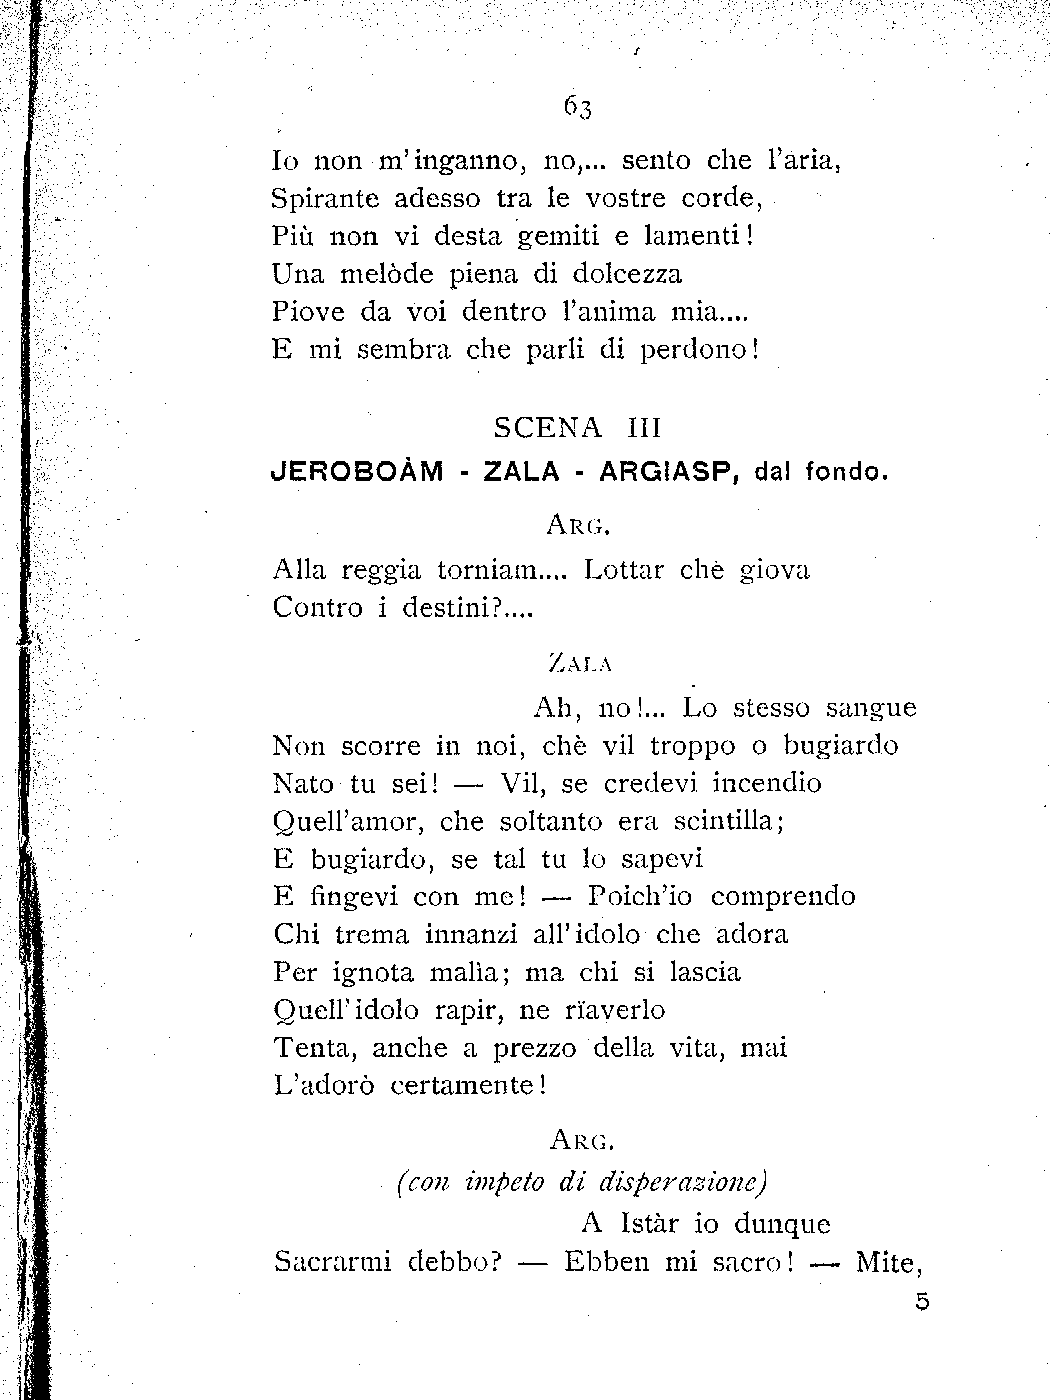 63
Io non m'inganno, no,... sento che l'aria,
Spirante adesso tra le vostre corde,
Più non vi desta gemiti e lamenti!
Una melòde piena di dolcezza
Piove da voi dentro l'anima mia....
E mi sembra che parli di perdono!
SCENA III
JEROBOÀM - ZALA - ARGIASP, dal fondo.
ARG.
Alla reggia torniam.... Lottar chè giova
Contro i destini?....
ZALA
Ah, no!... Lo stesso sangue
Non scorre in noi, chè vil troppo o bugiardo
Nato tu sei! — Vil, se credevi incendio
Quell'amor, che soltanto era scintilla;
E bugiardo, se tal tu lo sapevi
E fingevi con me! — Poich'io comprendo
Chi trema innanzi all'idolo che adora
Per ignota malìa; ma chi si lascia
Quell'idolo rapir, ne rïaverlo
Tenta, anche a prezzo della vita, mai
L'adorò certamente!
ARG.
(con impeto di disperazione)
A Istàr io dunque
Sacrarmi debbo? — Ebben mi sacro! — Mite,
5